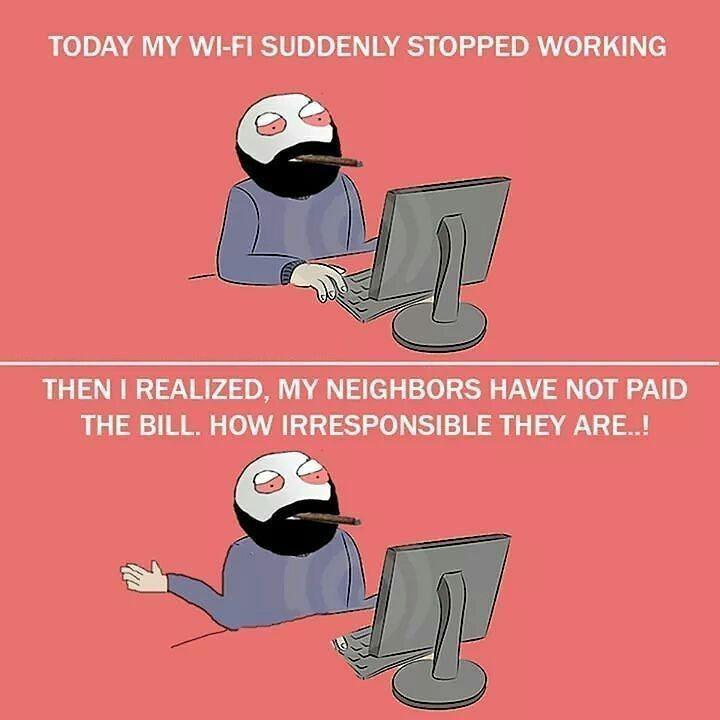 TODAY MY WI-FI SUDDENLY STOPPED WORKING
THEN I REALIZED, MY NEIGHBORS HAVE NOT PAID
THE BILL. HOW IRRESPONSIBLE THEY ARE..!